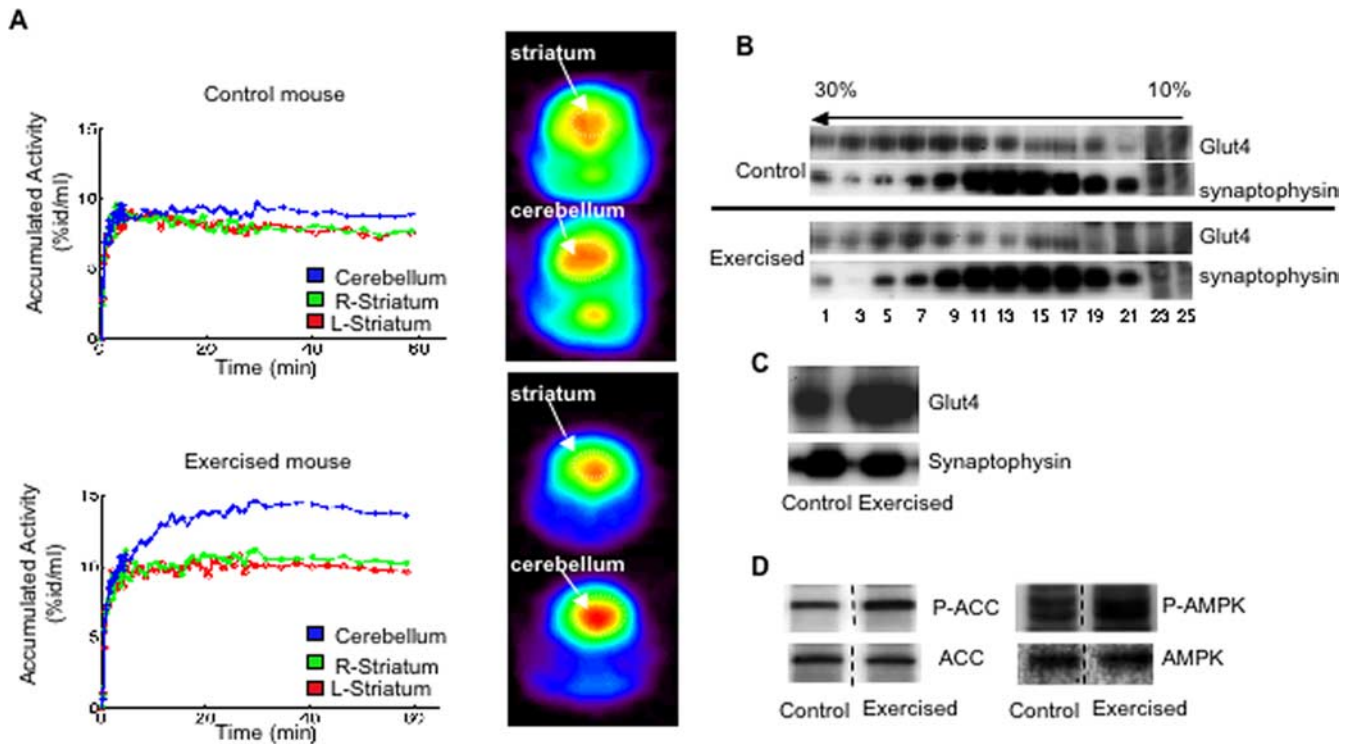 A
Control mouse
Accumulated Activity
(%id/ml)
15
10
5
0
0 20 40 60
Time (min)
Cerebellum
R-Striatum
L-Striatum
striatum
cerebellum
Exercised mouse
Accumulated Activity
(%id/ml)
15
10
5
0
0 20 40 60
Time (min)
Cerebellum
R-Striatum
L-Striatum
striatum
cerebellum
B
30% 10%
Control
Glut4
synaptophysin
Exercised
Glut4
synaptophysin
1 3 5 7 9 11 13 15 17 19 21 23 25
C
Glut4
Synaptophysin
Control Exercised
D
P-ACC
ACC
Control Exercised
P-AMPK
AMPK
Control Exercised